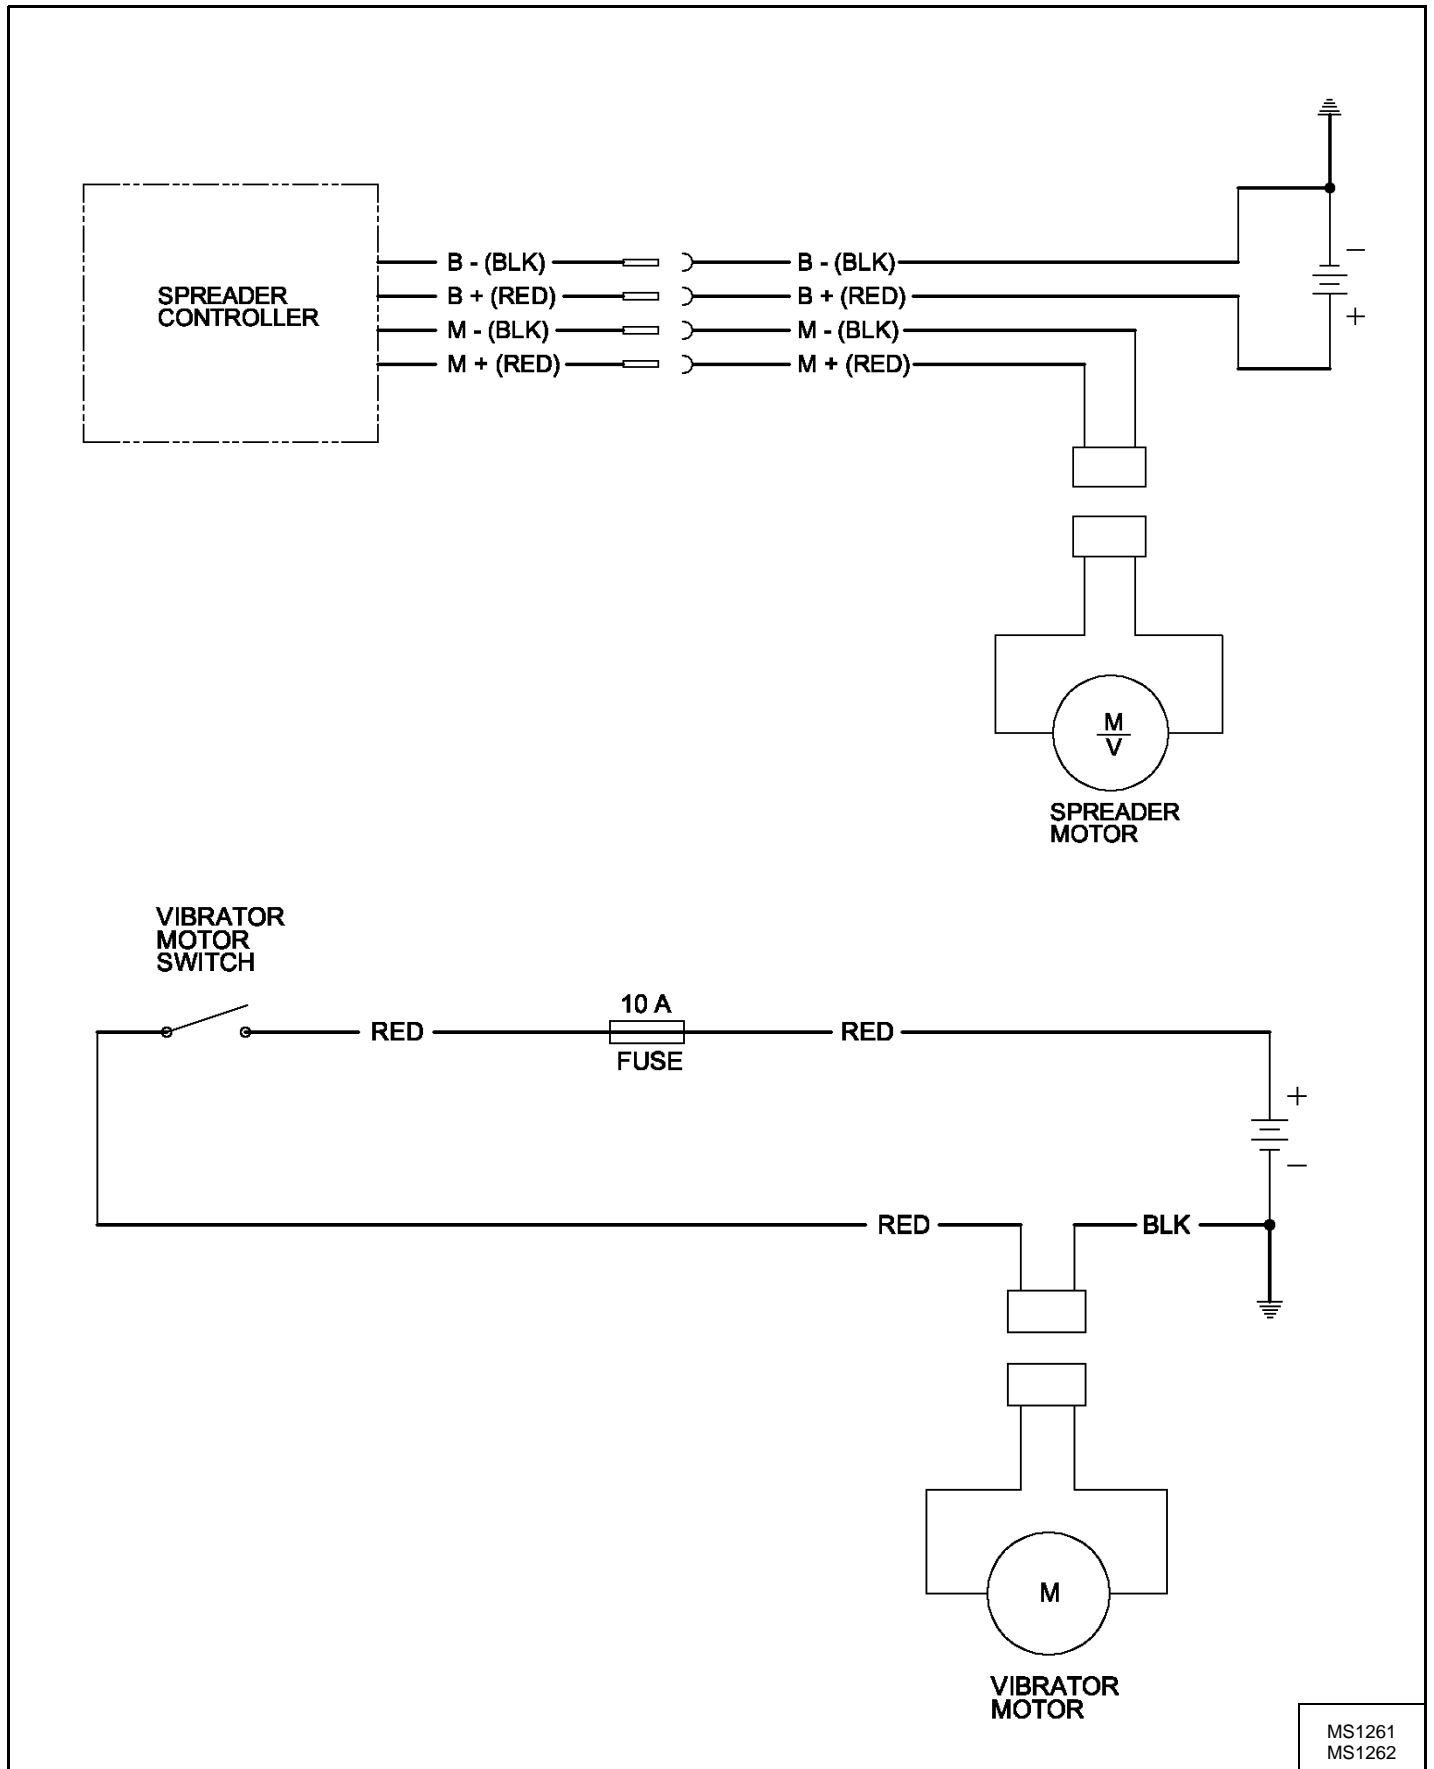 B - (BLK) B - (BLK)
B + (RED) B + (RED)
M - (BLK) M - (BLK)
M + (RED) M + (RED)
SPREADER
CONTROLLER
−
+
M
V
SPREADER
MOTOR
VIBRATOR
MOTOR
SWITCH
10 A
RED RED
FUSE
+
−
RED BLK
M
VIBRATOR
MOTOR
MS1261
MS1262